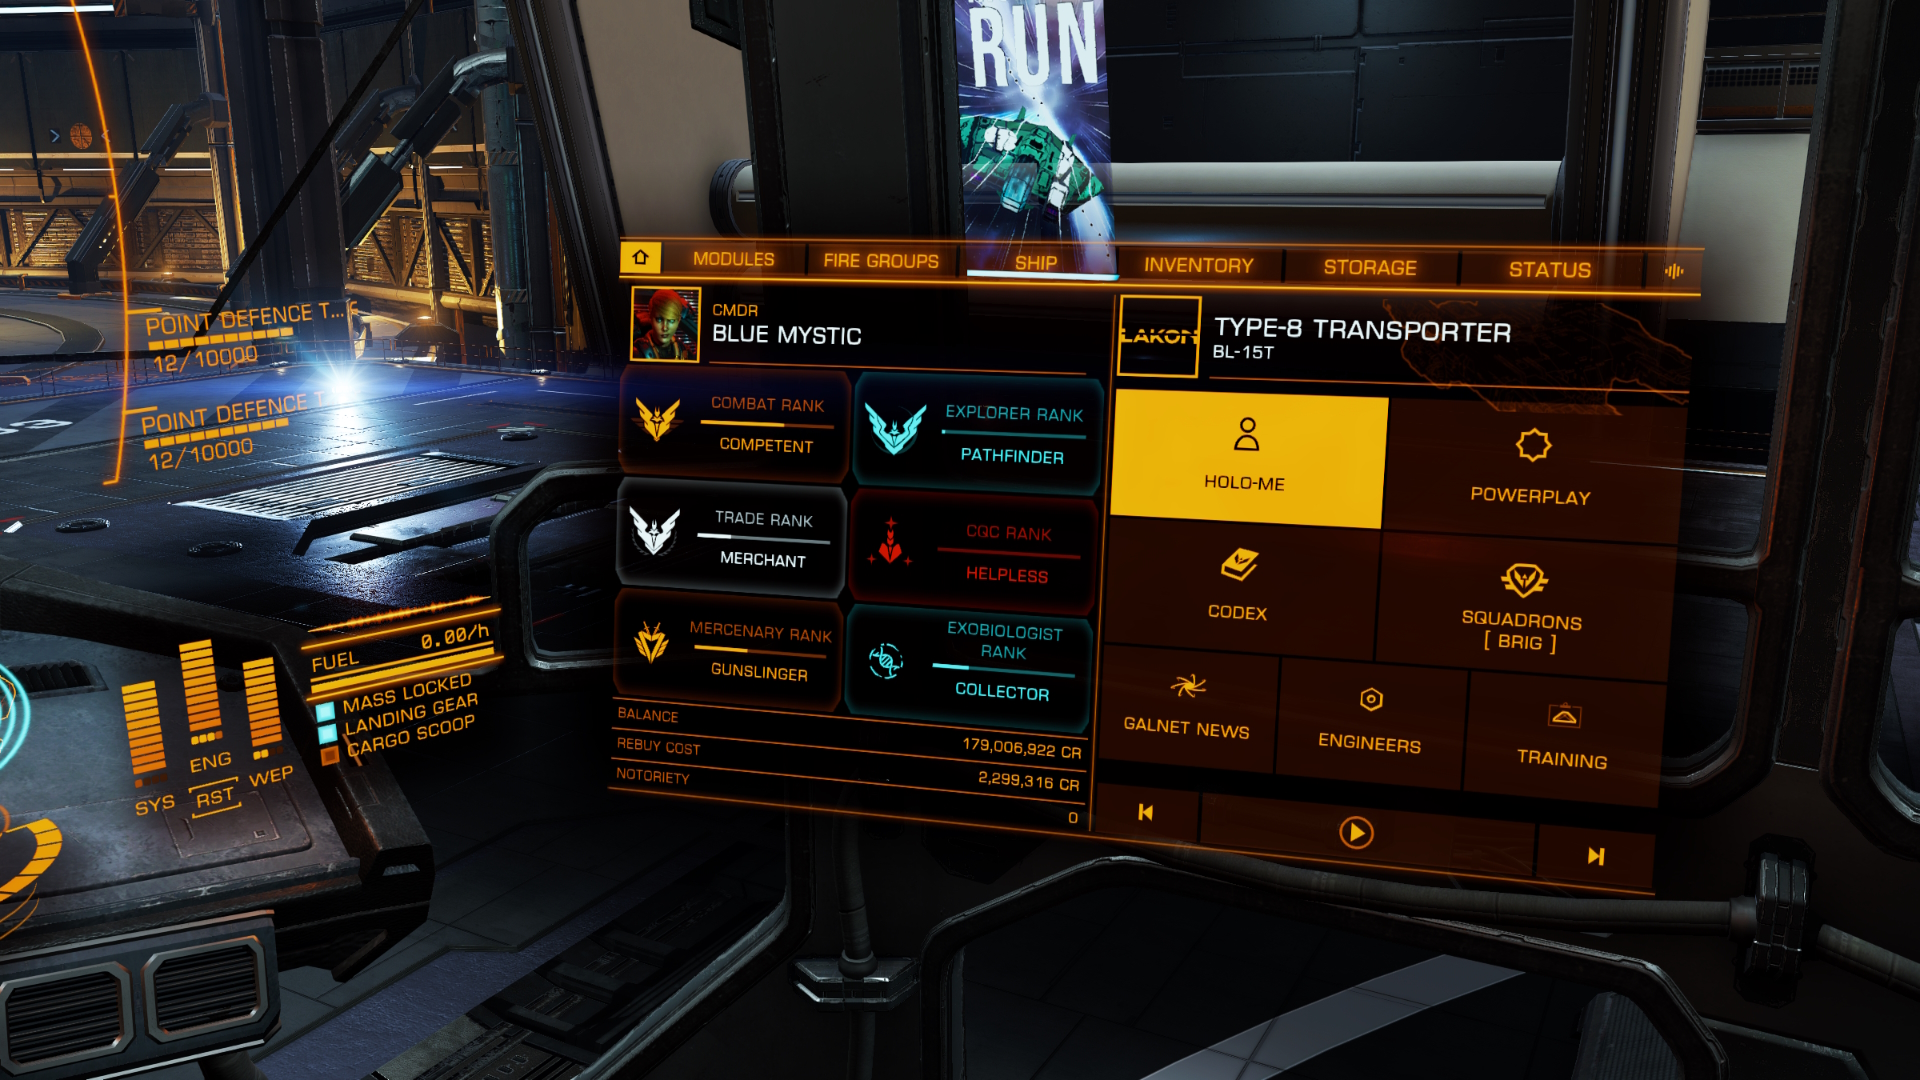 RUN
MODULES
FIRE GROUPS
SHIP
INVENTORY
STORAGE
STATUS
CMDR
BLUE MYSTIC
LAKON
TYPE-8 TRANSPORTER
BL-15T
COMBAT RANK
COMPETENT
EXPLORER RANK
PATHFINDER
TRADE RANK
MERCHANT
CQC RANK
HELPLESS
MERCENARY RANK
GUNSLINGER
EXOBIOLOGIST
RANK
COLLECTOR
BALANCE
179,006,922 CR
REBUY COST
2,299,316 CR
NOTORIETY
0
HOLO-ME
POWERPLAY
CODEX
SQUADRONS
[ BRIG ]
GALNET NEWS
ENGINEERS
TRAINING
POINT DEFENCE T...
12/10000
POINT DEFENCE T
12/10000
0.00/h
FUEL
MASS LOCKED
LANDING GEAR
CARGO SCOOP
SYS
ENG
WEP
RST